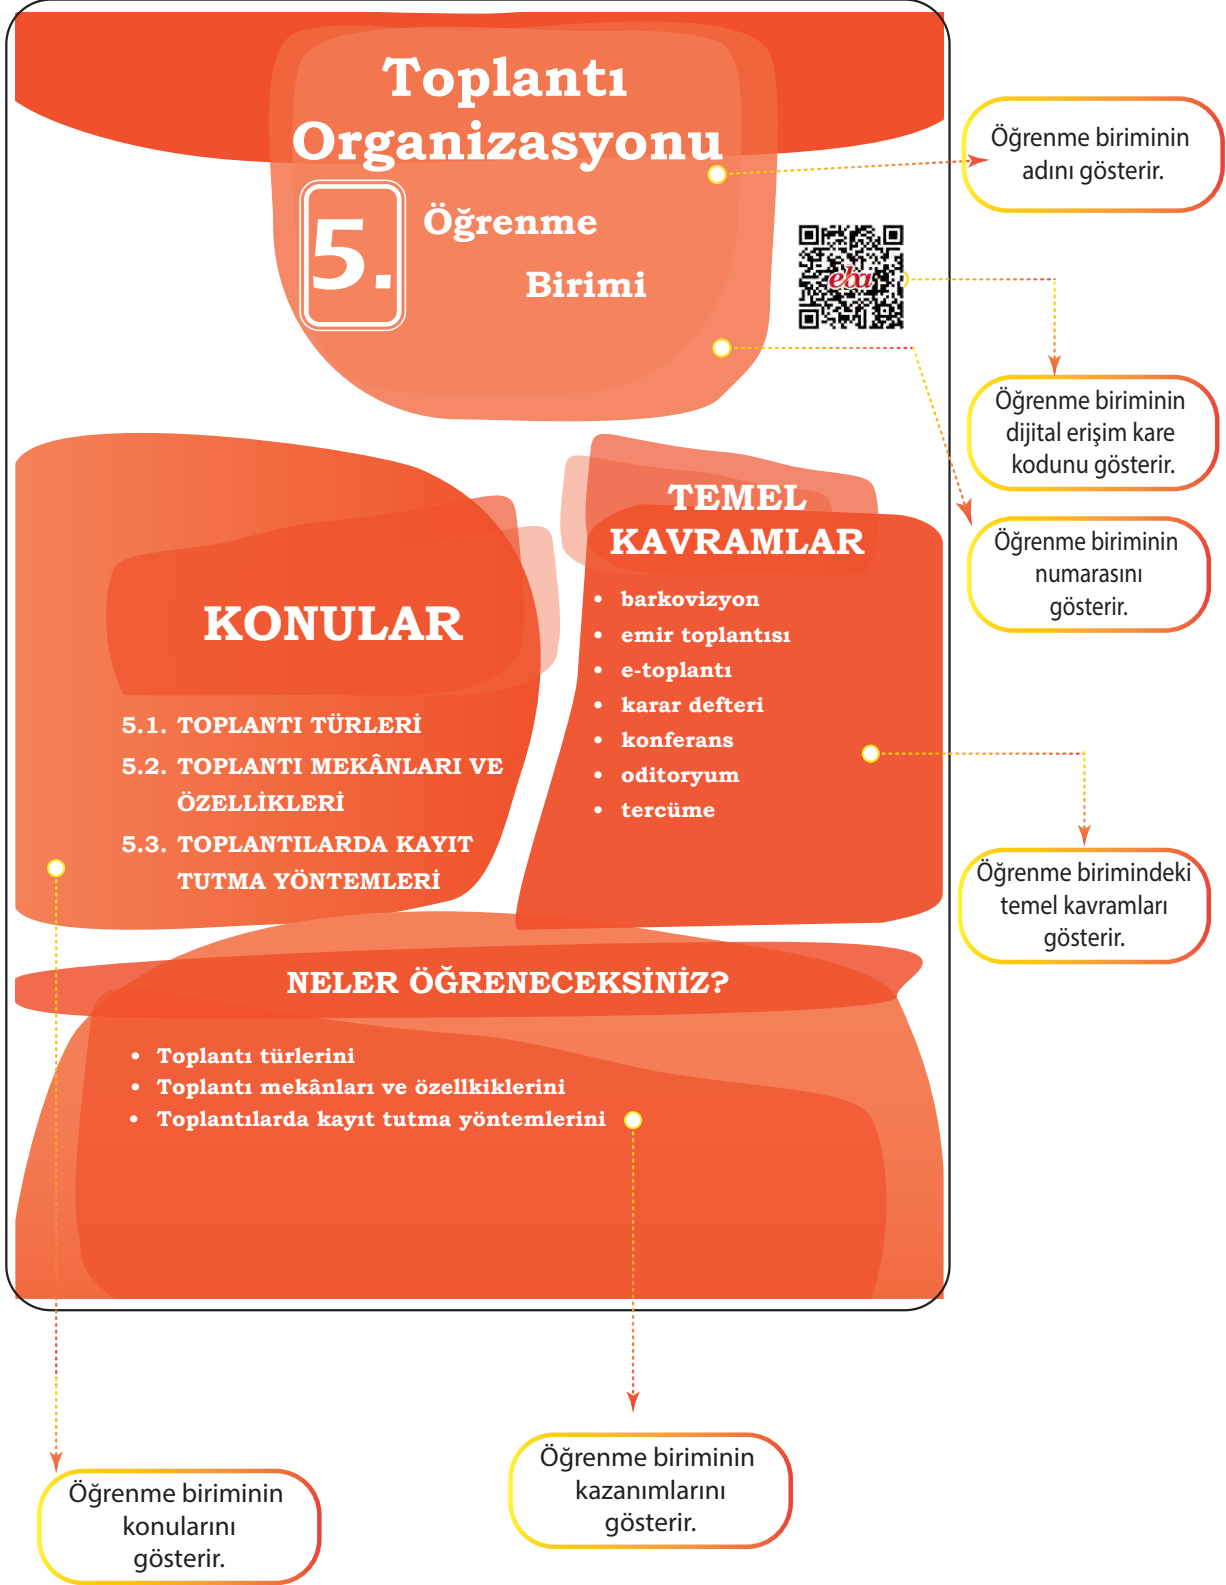 Toplantı
Organizasyonu
5.
Öğrenme
Birimi
eba
Öğrenme biriminin
adını gösterir.
Öğrenme biriminin
dijital erişim kare
kodunu gösterir.
Öğrenme biriminin
numarasını
gösterir.
KONULAR
5.1. TOPLANTI TÜRLERİ
5.2. TOPLANTI MEKÂNLARI VE
ÖZELLİKLERİ
5.3. TOPLANTILARDA KAYIT
TUTMA YÖNTEMLERİ
TEMEL
KAVRAMLAR
• barkovizyon
• emir toplantısı
• e-toplantı
• karar defteri
• konferans
• oditoryum
• tercüme
Öğrenme birimindeki
temel kavramları
gösterir.
NELER ÖĞRENECEKSİNİZ?
• Toplantı türlerini
• Toplantı mekânları ve özellkiklerini
• Toplantılarda kayıt tutma yöntemlerini
Öğrenme biriminin
konularını
gösterir.
Öğrenme biriminin
kazanımlarını
gösterir.